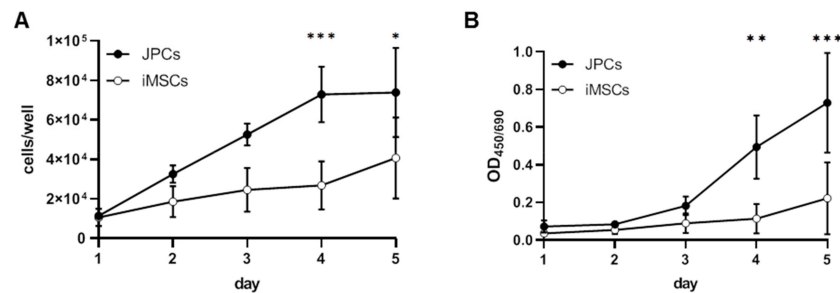 A
1×10⁵
8×10⁴
6×10⁴
4×10⁴
2×10⁴
0
cells/well
JPCs
iMSCs
***
*
1 2 3 4 5
day
B
1.0
0.8
0.6
0.4
0.2
0.0
OD450/690
JPCs
iMSCs
**
***
1 2 3 4 5
day